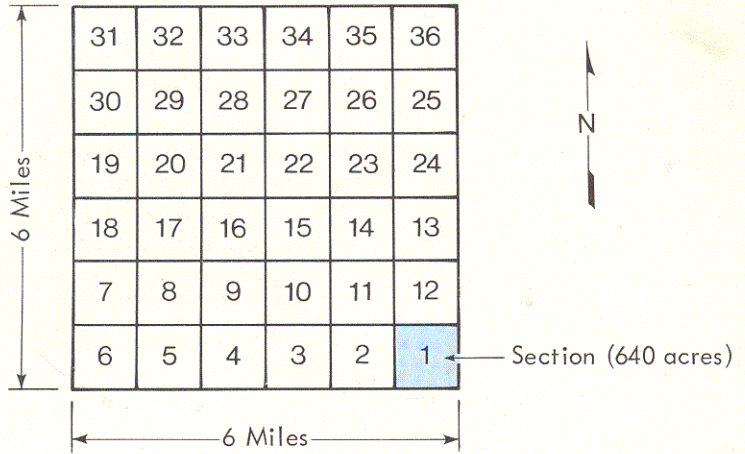 31 32 33 34 35 36
30 29 28 27 26 25
N
19 20 21 22 23 24
6 Miles
18 17 16 15 14 13
7 8 9 10 11 12
6 5 4 3 2 1
Section (640 acres)
6 Miles